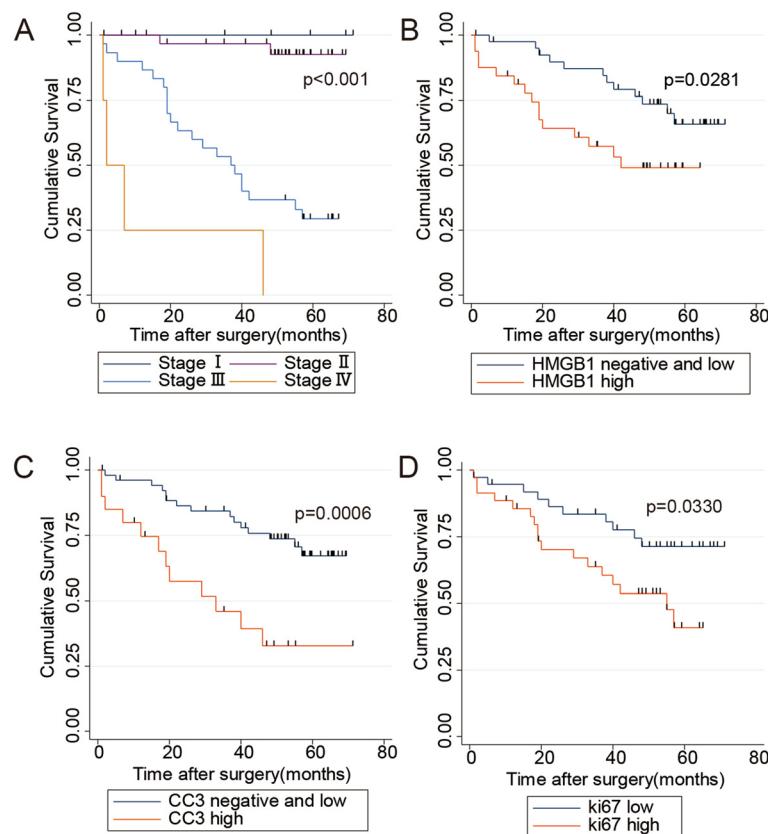 A
1.00
0.75
0.50
0.25
0.00
Cumulative Survival
p<0.001
0 20 40 60 80
Time after surgery(months)
Stage Ⅰ Stage Ⅱ
Stage Ⅲ Stage Ⅳ
B
1.00
0.75
0.50
0.25
0.00
Cumulative Survival
p=0.0281
0 20 40 60 80
Time after surgery(months)
HMGB1 negative and low
HMGB1 high
C
1.00
0.75
0.50
0.25
0.00
Cumulative Survival
p=0.0006
0 20 40 60 80
Time after surgery(months)
CC3 negative and low
CC3 high
D
1.00
0.75
0.50
0.25
0.00
Cumulative Survival
p=0.0330
0 20 40 60 80
Time after surgery(months)
ki67 low
ki67 high